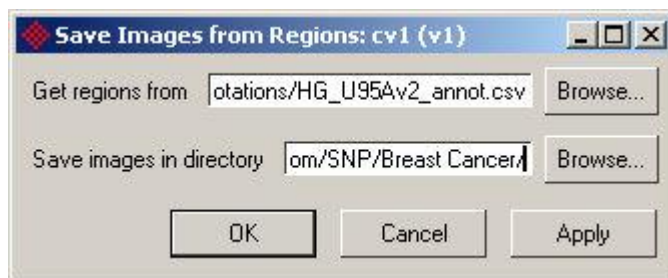 Save Images from Regions: cv1 (v1)
Get regions from otations/HG_U95Av2_annot.csv Browse...
Save images in directory om/SNP/Breast Cancer/ Browse...
OK Cancel Apply